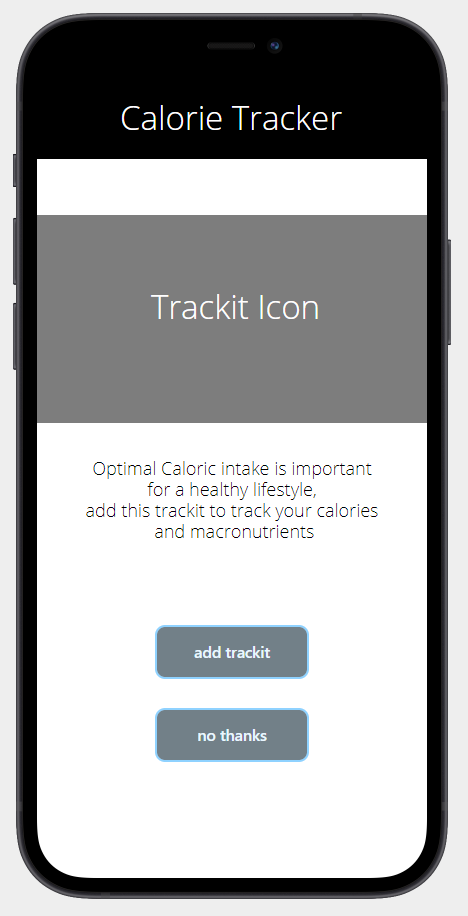 Calorie Tracker
Trackit Icon
Optimal Caloric intake is important
for a healthy lifestyle,
add this trackit to track your calories
and macronutrients
add trackit
no thanks